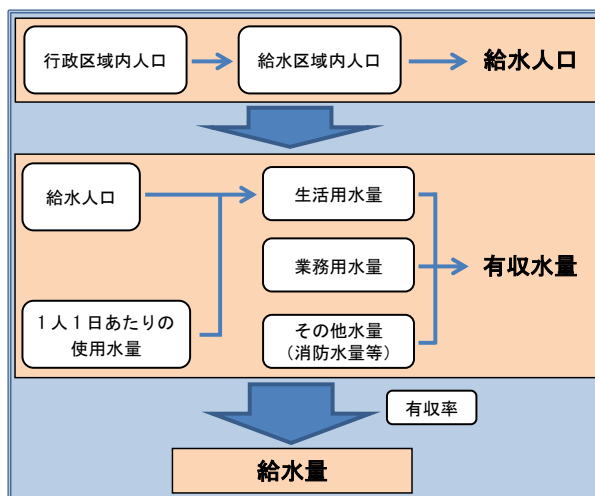 行政区域内人口
給水区域内人口
給水人口
給水人口
生活用水量
業務用水量
有収水量
1人1日あたりの
使用水量
その他水量
(消防水量等)
有収率
給水量